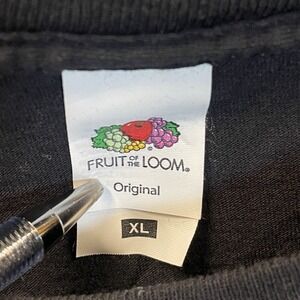 FRUIT OF THE LOOM®
Original
XL